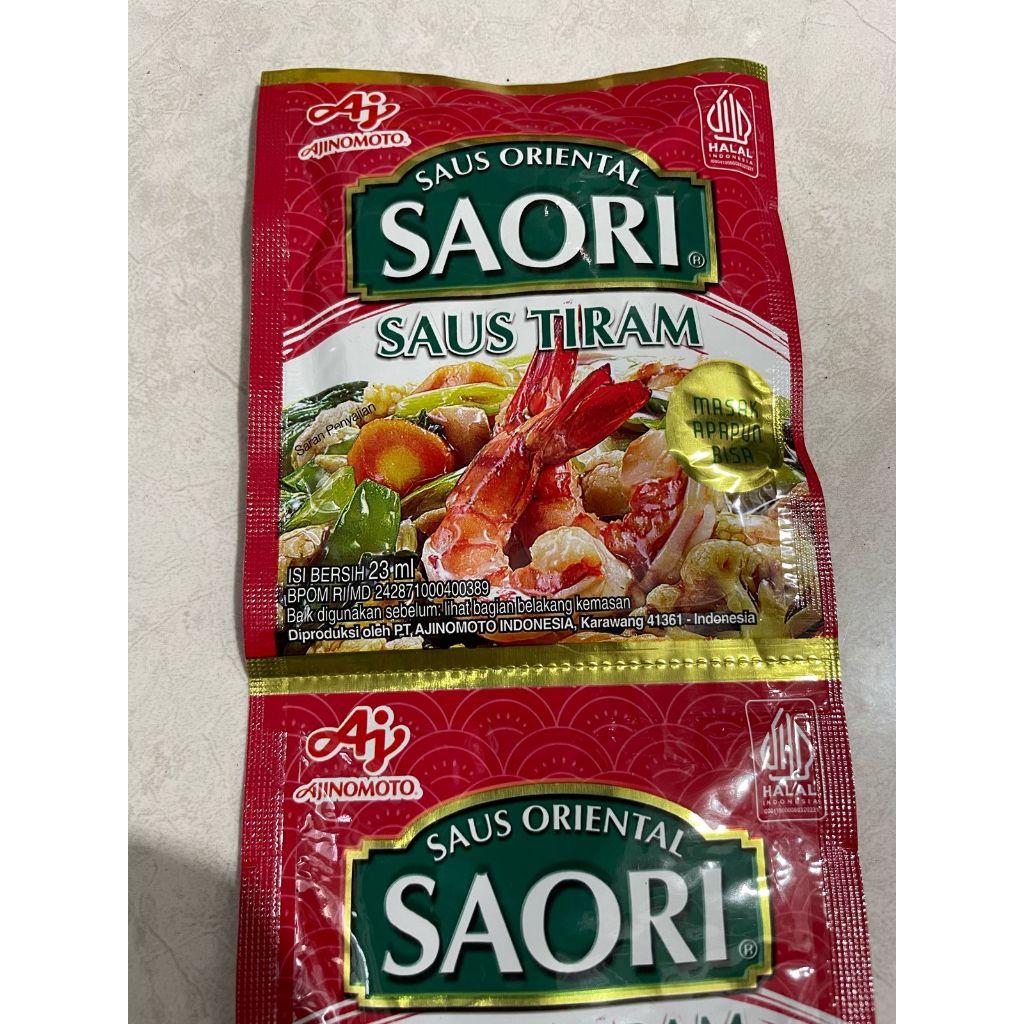 Aj
AJINOMOTO
HALAL
INDONESIA
SAUS ORIENTAL
SAORI®
SAUS TIRAM
Saran Penyajian
MASAK
APAPUN
BISA
ISI BERSIH 23 ml
BPOM RI MD 242871000400389
Baik digunakan sebelum: lihat bagian belakang kemasan
Diproduksi oleh PT AJINOMOTO INDONESIA, Karawang 41361 - Indonesia
Aj
AJINOMOTO
HALAL
INDONESIA
SAUS ORIENTAL
SAORI®